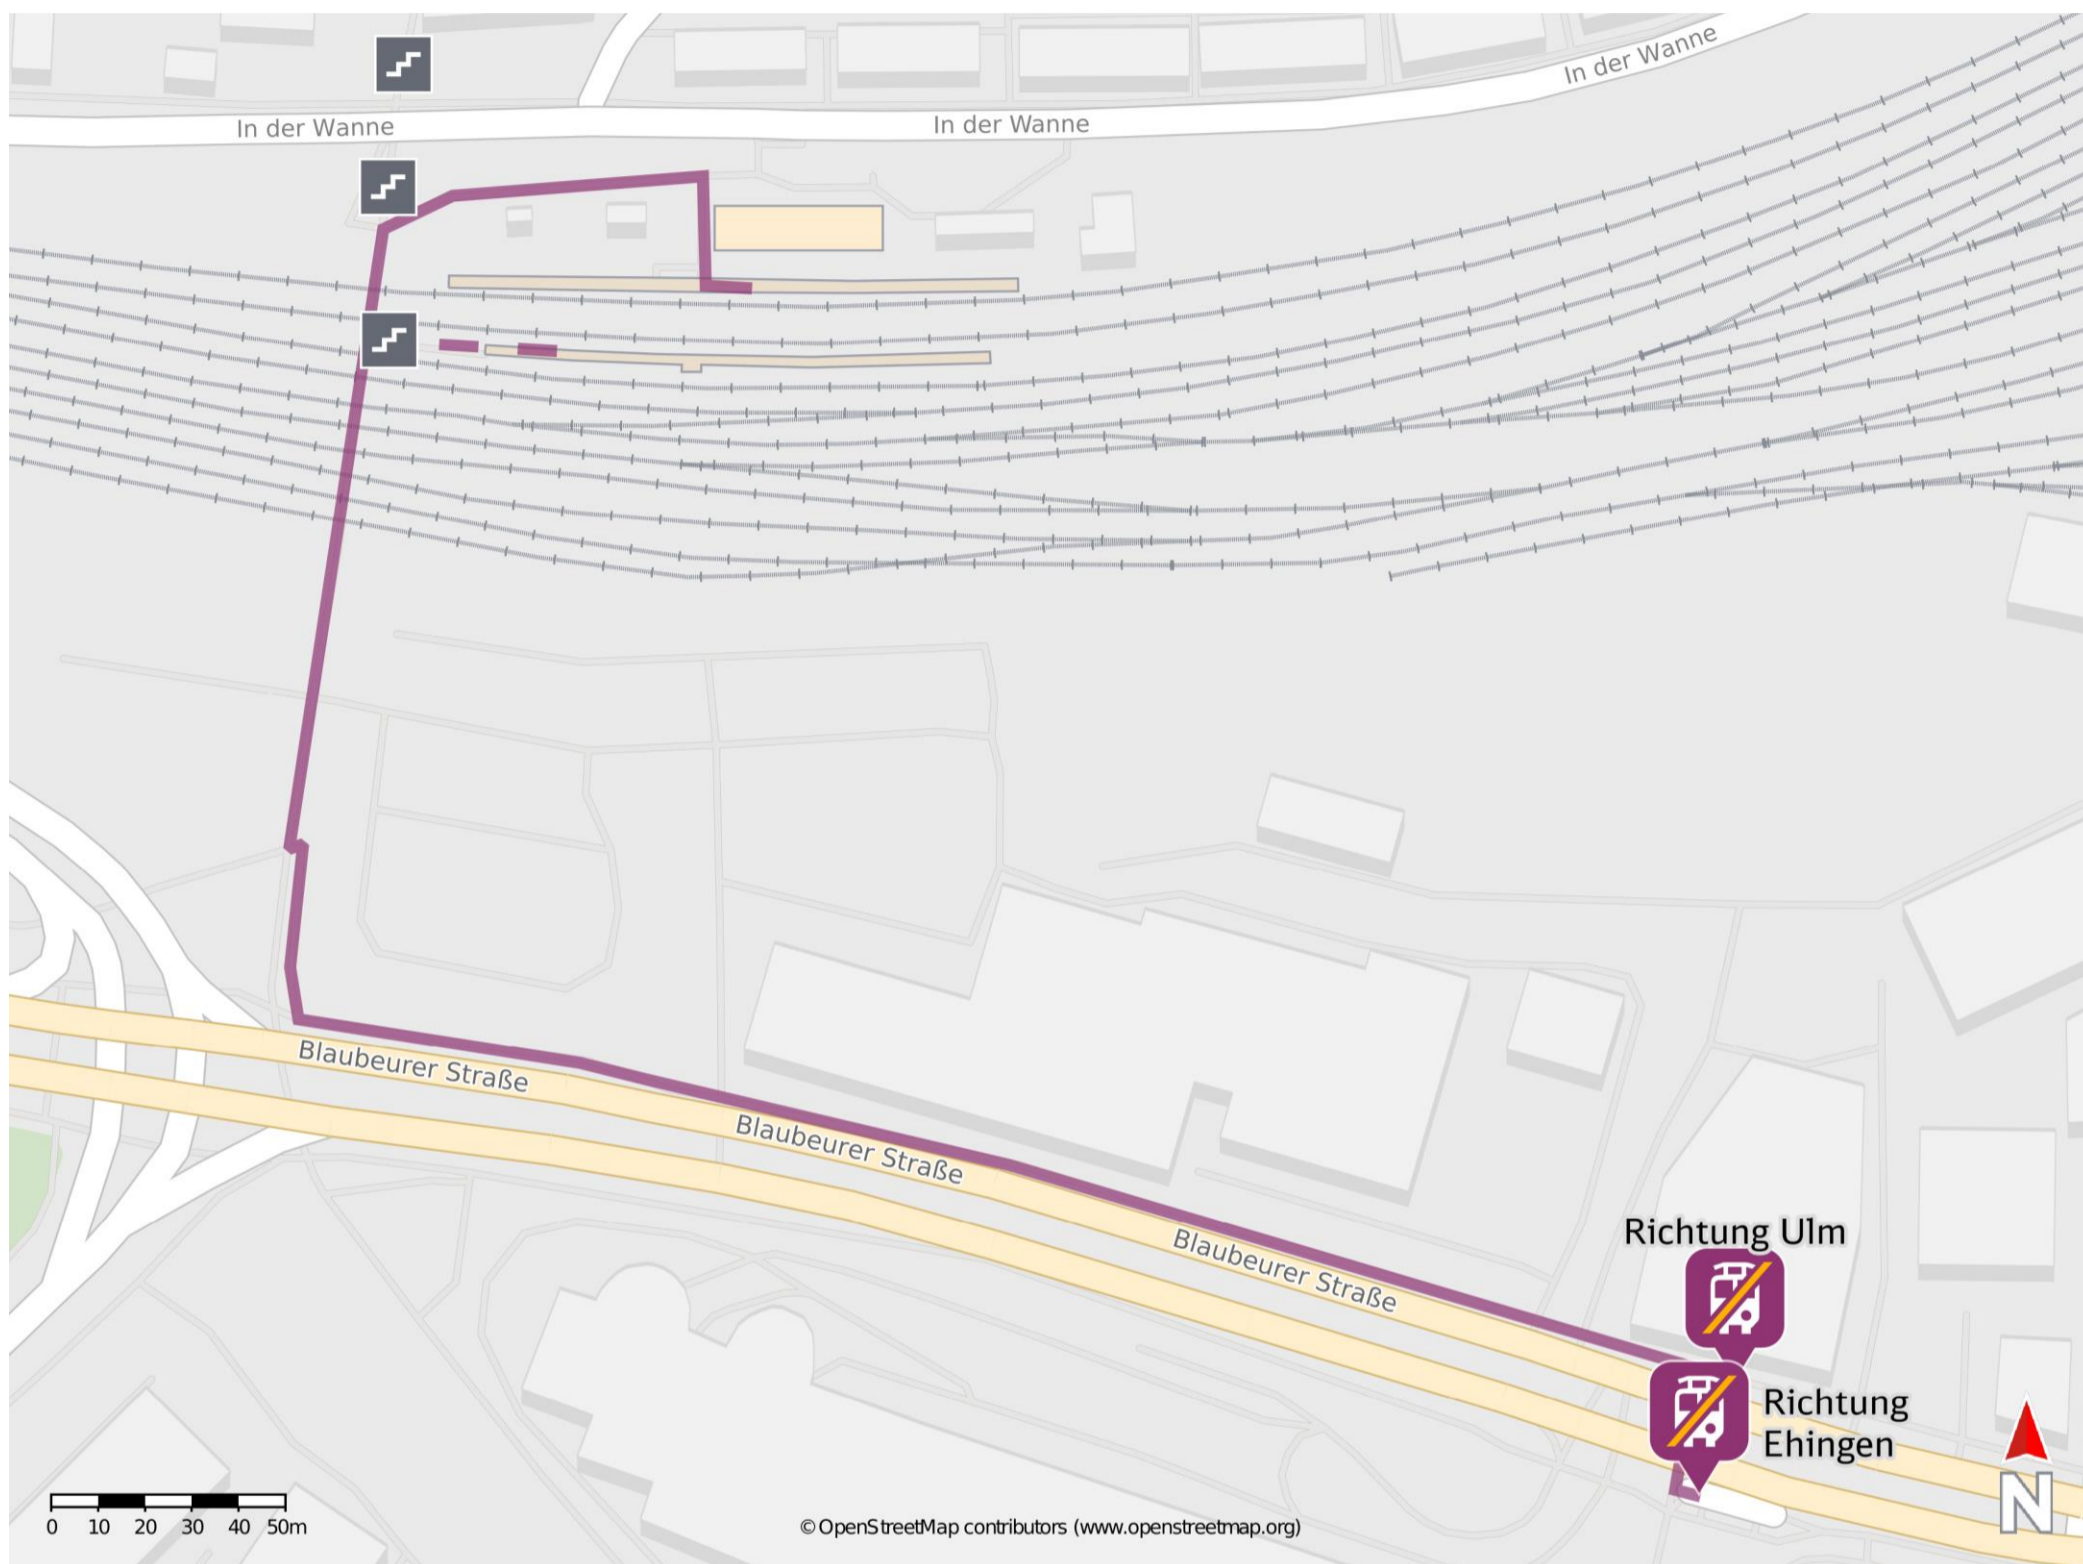 In der Wanne
In der Wanne
In der Wanne
Blaubeurer Straße
Blaubeurer Straße
Blaubeurer Straße
Richtung Ulm
Richtung
Ehingen
N
0 10 20 30 40 50m
© OpenStreetMap contributors (www.openstreetmap.org)